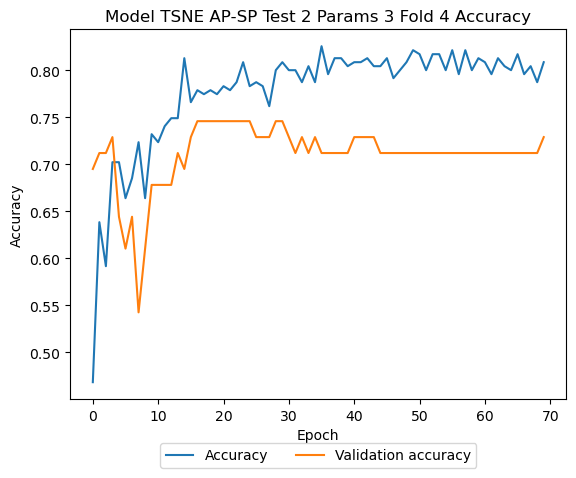 Model TSNE AP-SP Test 2 Params 3 Fold 4 Accuracy
0.80
0.75
0.70
0.65
0.60
0.55
0.50
Accuracy
0 10 20 30 40 50 60 70
Epoch
Accuracy Validation accuracy